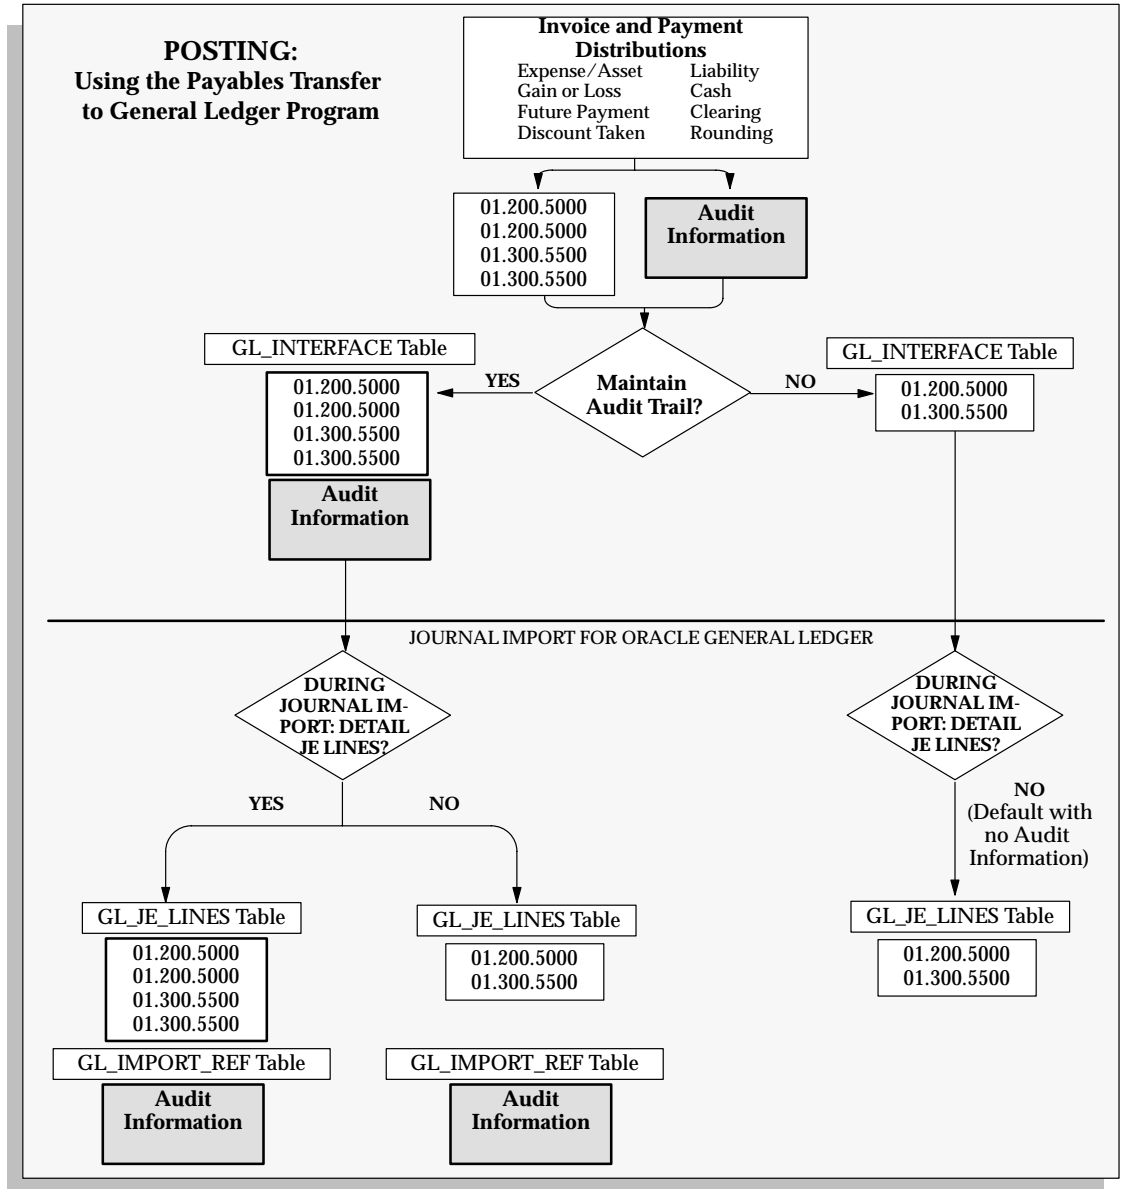 POSTING:
Using the Payables Transfer
to General Ledger Program
Invoice and Payment
Distributions
Expense/Asset Liability
Gain or Loss Cash
Future Payment Clearing
Discount Taken Rounding
01.200.5000
01.200.5000
01.300.5500
01.300.5500
Audit
Information
GL_INTERFACE Table
01.200.5000
01.200.5000
01.300.5500
01.300.5500
Audit
Information
YES
Maintain
Audit Trail?
NO
GL_INTERFACE Table
01.200.5000
01.300.5500
JOURNAL IMPORT FOR ORACLE GENERAL LEDGER
DURING
JOURNAL IM-
PORT: DETAIL
JE LINES?
YES
NO
DURING
JOURNAL IM-
PORT: DETAIL
JE LINES?
NO
(Default with
no Audit
Information)
GL_JE_LINES Table
01.200.5000
01.200.5000
01.300.5500
01.300.5500
GL_IMPORT_REF Table
Audit
Information
GL_JE_LINES Table
01.200.5000
01.300.5500
GL_IMPORT_REF Table
Audit
Information
GL_JE_LINES Table
01.200.5000
01.300.5500